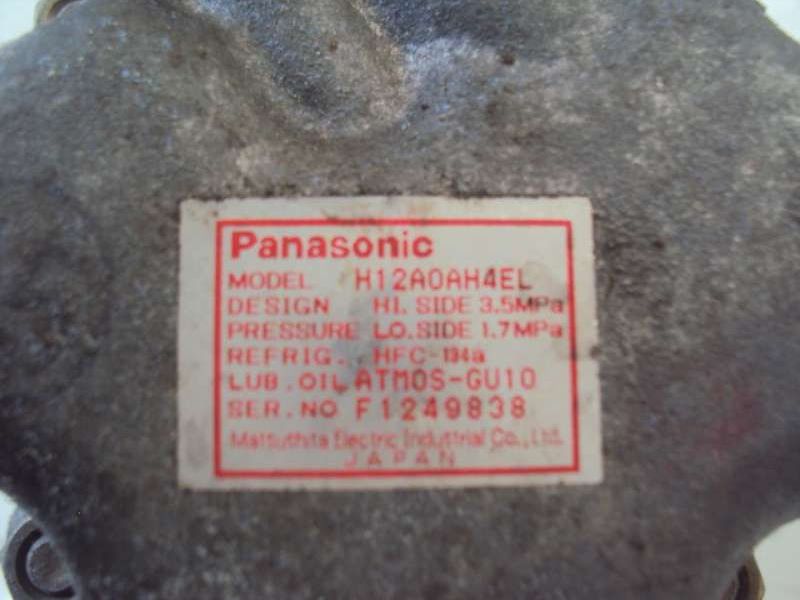 Panasonic
MODEL H12A0AH4EL
DESIGN HI. SIDE 3.5MPa
PRESSURE LO.SIDE 1.7MPa
REFRIG. HFC-134a
LUB. OIL ATMOS-GU10
SER.NO F1249838
Matsuthita Electric Industrial Co., Ltd.
JAPAN